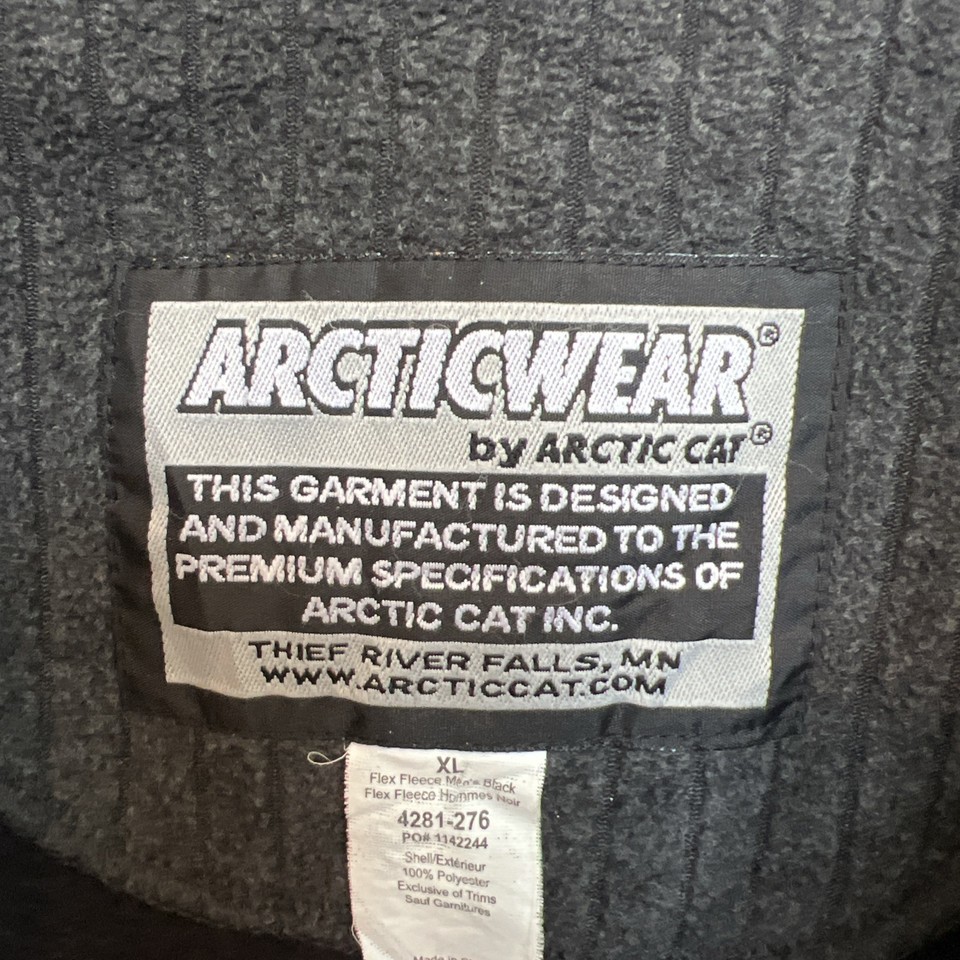 ARCTICWEAR®
by ARCTIC CAT®
THIS GARMENT IS DESIGNED
AND MANUFACTURED TO THE
PREMIUM SPECIFICATIONS OF
ARCTIC CAT INC.
THIEF RIVER FALLS, MN
WWW.ARCTICCAT.COM
XL
Flex Fleece Men's Black
Flex Fleece Hommes Noir
4281-276
PO# 1142244
Shell/Extérieur
100% Polyester
Exclusive of Trims
Sauf Garnitures
Made in